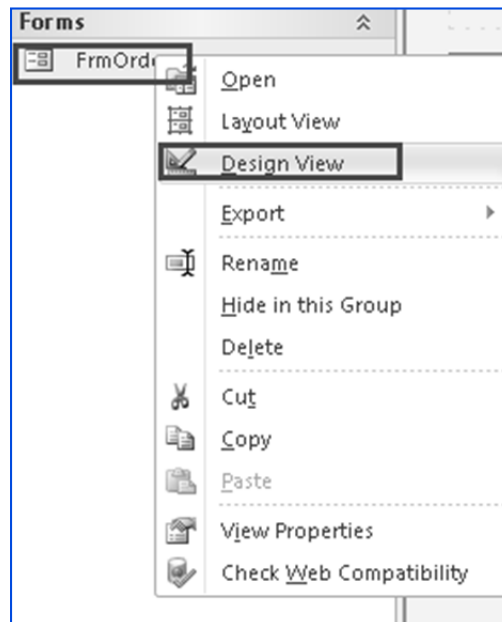 Forms
FrmOrde
Open
Layout View
Design View
Export
Rename
Hide in this Group
Delete
Cut
Copy
Paste
View Properties
Check Web Compatibility